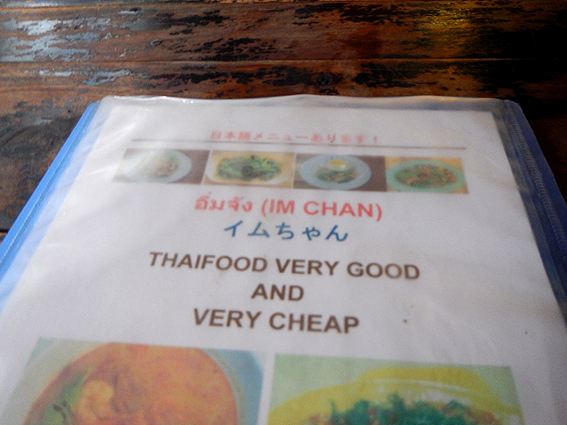 日本語メニューあります!
อิ่มจัง (IM CHAN)
イムちゃん
THAIFOOD VERY GOOD
AND
VERY CHEAP